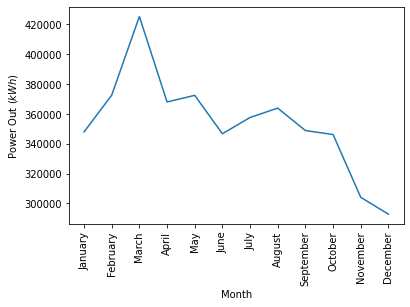 420000
400000
380000
360000
340000
320000
300000
Power Out (kWh)
January
February
March
April
May
June
July
August
September
October
November
December
Month